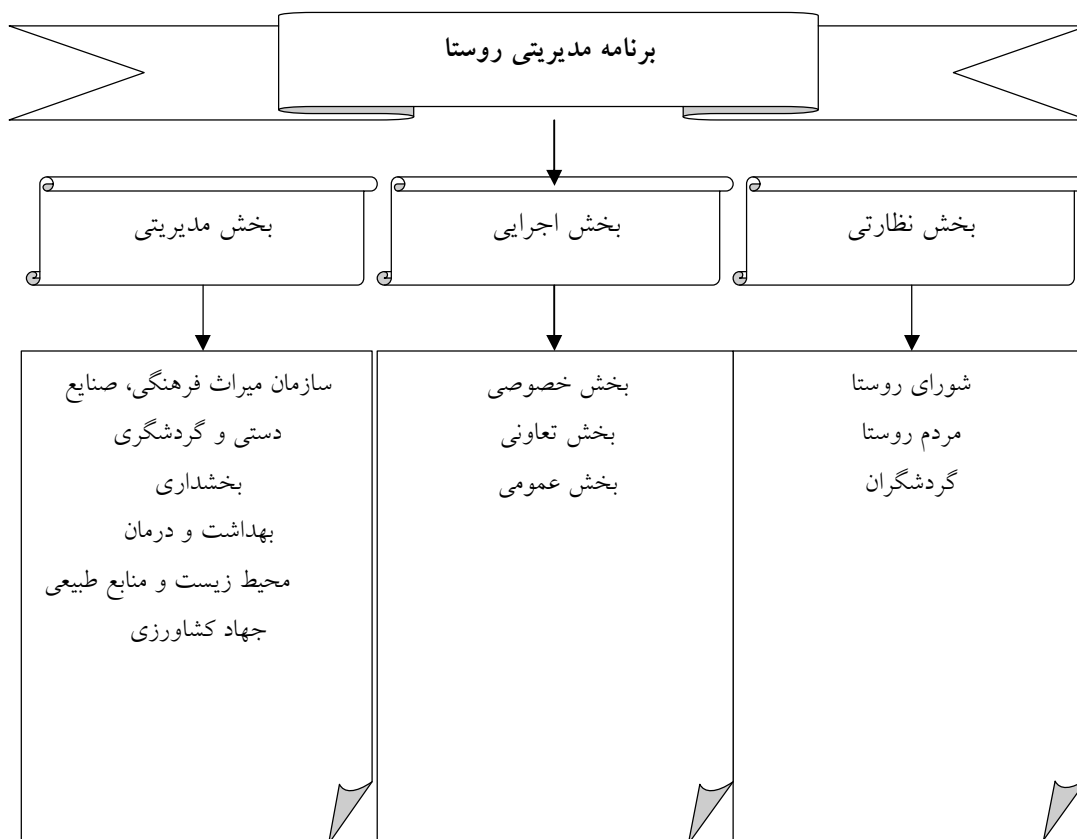 برنامه مدیریتی روستا
بخش نظارتی
بخش اجرایی
بخش مدیریتی
شورای روستا
مردم روستا
گردشگران
بخش خصوصی
بخش تعاونی
بخش عمومی
سازمان میراث فرهنگی، صنایع
دستی و گردشگری
بخشداری
بهداشت و درمان
محیط زیست و منابع طبیعی
جهاد کشاورزی